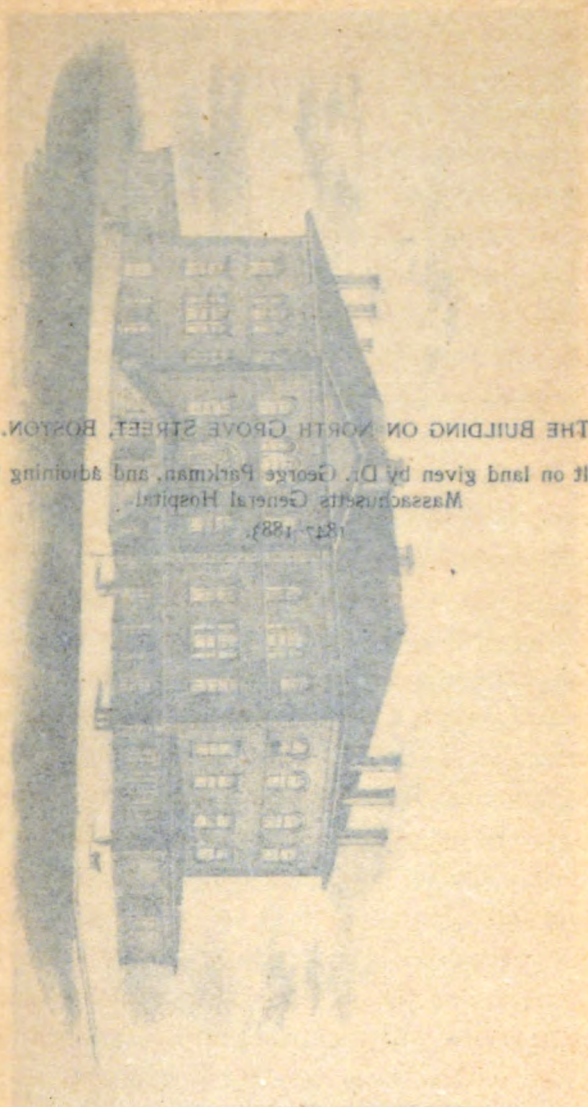 THE BUILDING ON NORTH GROVE STREET, BOSTON.
lt on land given by Dr. George Parkman, and adjoining
Massachusetts General Hospital
1847-1883.